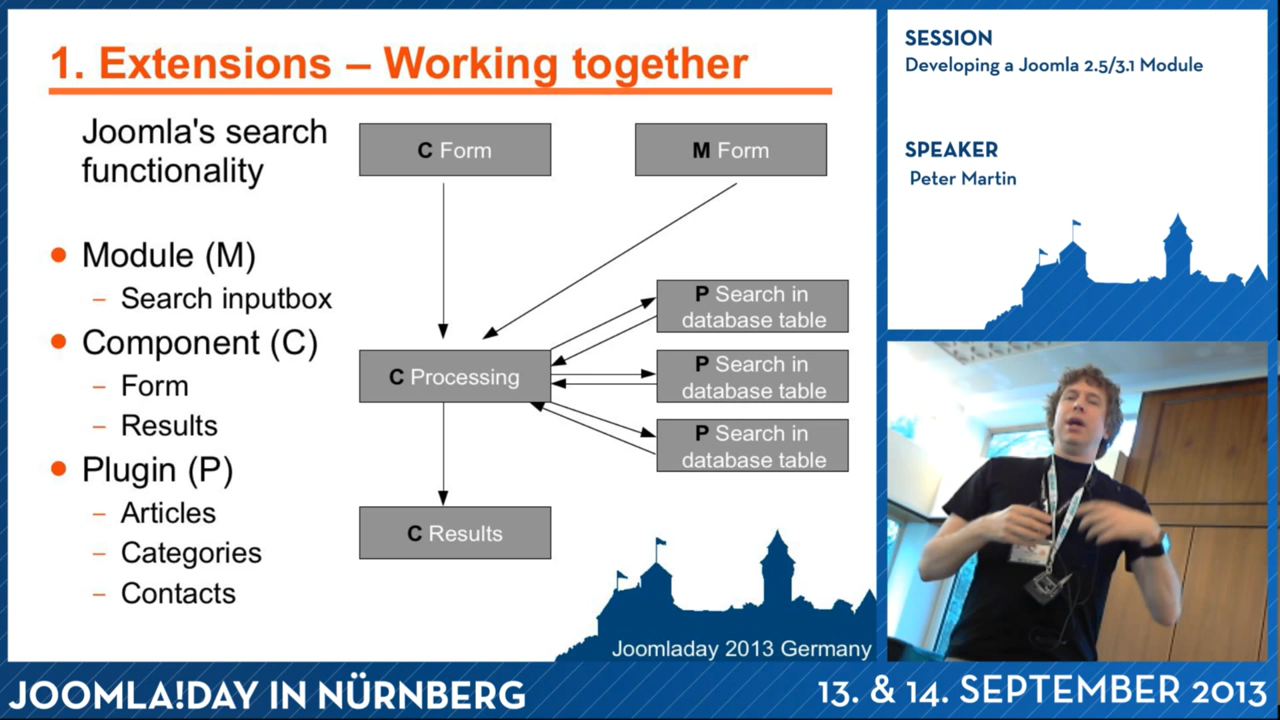 1. Extensions – Working together
Joomla's search
functionality
Module (M)
– Search inputbox
Component (C)
– Form
– Results
Plugin (P)
– Articles
– Categories
– Contacts
C Form
M Form
C Processing
P Search in
database table
P Search in
database table
P Search in
database table
C Results
Joomladay 2013 Germany
SESSION
Developing a Joomla 2.5/3.1 Module
SPEAKER
Peter Martin
JOOMLA!DAY IN NÜRNBERG
13. & 14. SEPTEMBER 2013